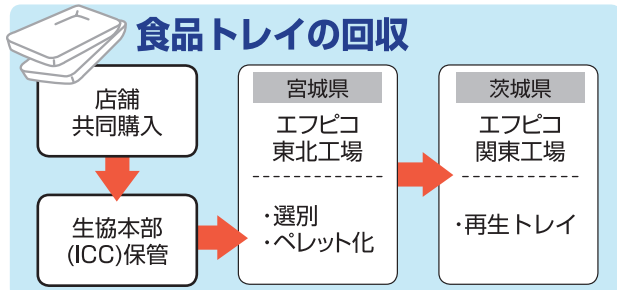 食品トレイの回収
店舗
共同購入
生協本部
(ICC)保管
宮城県
エフピコ
東北工場
・選別
・ペレット化
茨城県
エフピコ
関東工場
・再生トレイ